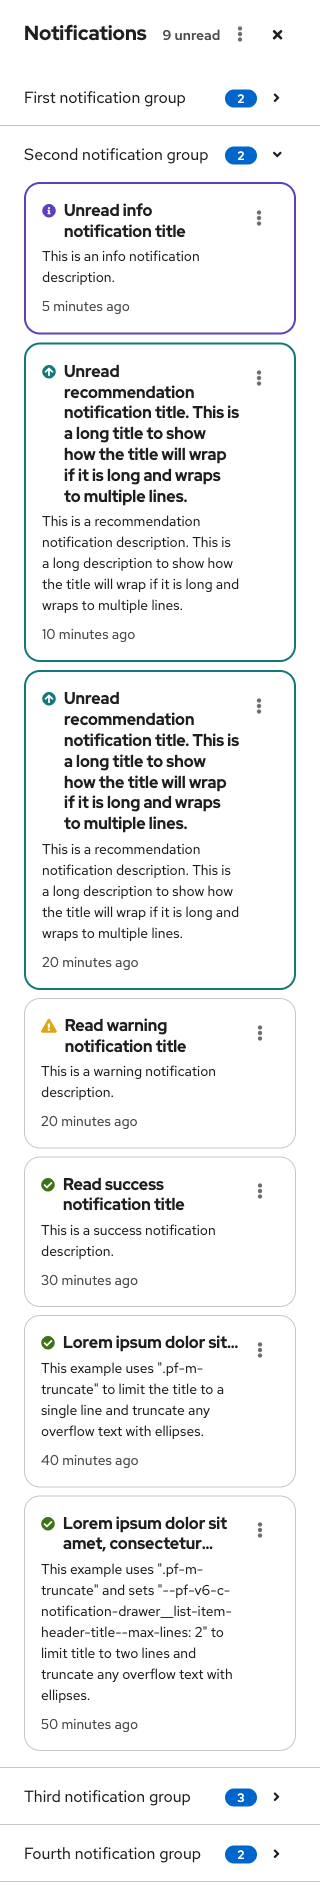 Notifications 9 unread
First notification group 2
Second notification group 2
Unread info
notification title
This is an info notification
description.
5 minutes ago
Unread
recommendation
notification title. This is
a long title to show
how the title will wrap
if it is long and wraps
to multiple lines.
This is a recommendation
notification description. This is
a long description to show how
the title will wrap if it is long and
wraps to multiple lines.
10 minutes ago
Unread
recommendation
notification title. This is
a long title to show
how the title will wrap
if it is long and wraps
to multiple lines.
This is a recommendation
notification description. This is
a long description to show how
the title will wrap if it is long and
wraps to multiple lines.
20 minutes ago
Read warning
notification title
This is a warning notification
description.
20 minutes ago
Read success
notification title
This is a success notification
description.
30 minutes ago
Lorem ipsum dolor sit...
This example uses ".pf-m-
truncate" to limit the title to a
single line and truncate any
overflow text with ellipses.
40 minutes ago
Lorem ipsum dolor sit
amet, consectetur...
This example uses ".pf-m-
truncate" and sets "--pf-v6-c-
notification-drawer__list-item-
header-title--max-lines: 2" to
limit title to two lines and
truncate any overflow text with
ellipses.
50 minutes ago
Third notification group 3
Fourth notification group 2